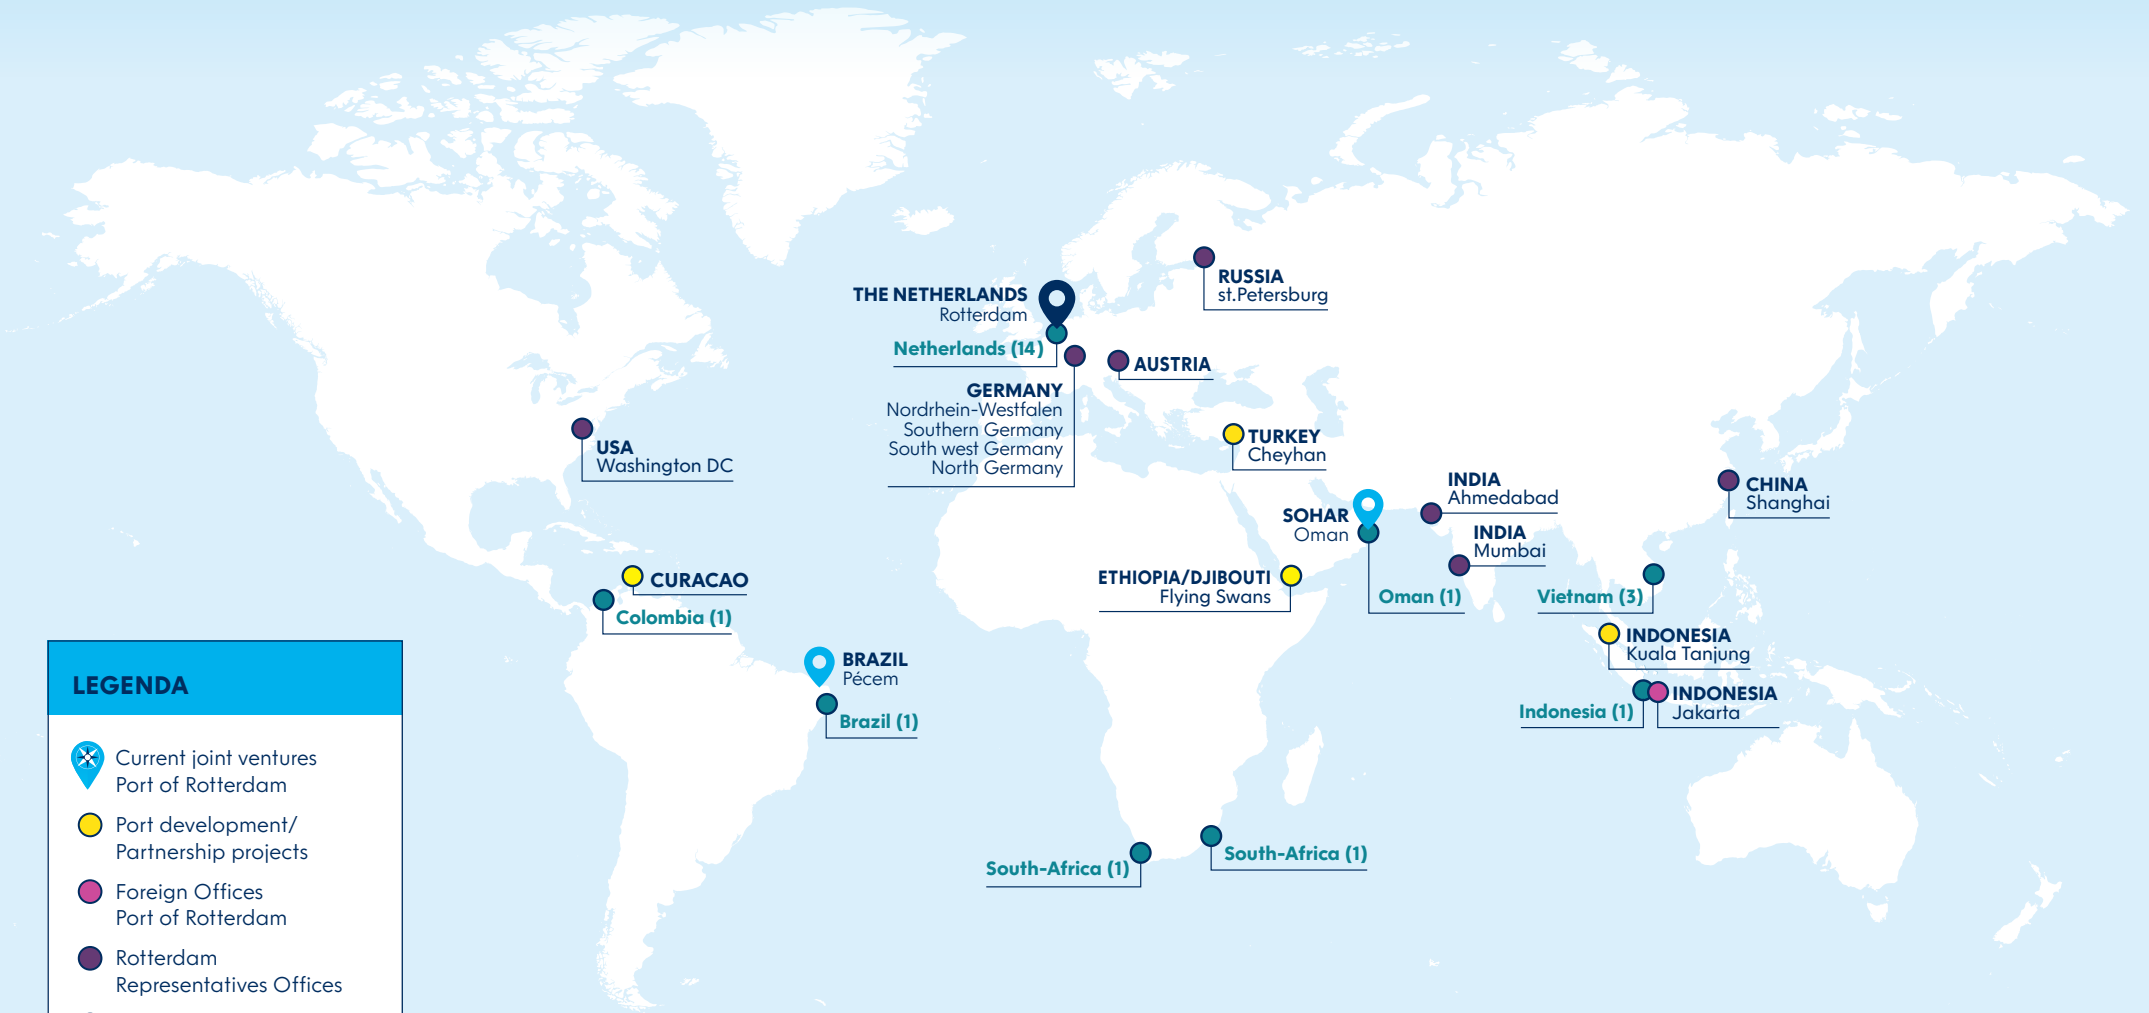 RUSSIA
st.Petersburg
THE NETHERLANDS
Rotterdam
Netherlands (14)
AUSTRIA
GERMANY
Nordrhein-Westfalen
Southern Germany
South west Germany
North Germany
USA
Washington DC
TURKEY
Cheyhan
INDIA
Ahmedabad
CHINA
Shanghai
SOHAR
Oman
INDIA
Mumbai
CURACAO
ETHIOPIA/DJIBOUTI
Flying Swans
Oman (1)
Vietnam (3)
Colombia (1)
INDONESIA
Kuala Tanjung
BRAZIL
Pécem
Brazil (1)
INDONESIA
Jakarta
Indonesia (1)
South-Africa (1)
South-Africa (1)
LEGENDA
Current joint ventures
Port of Rotterdam
Port development/
Partnership projects
Foreign Offices
Port of Rotterdam
Rotterdam
Representatives Offices